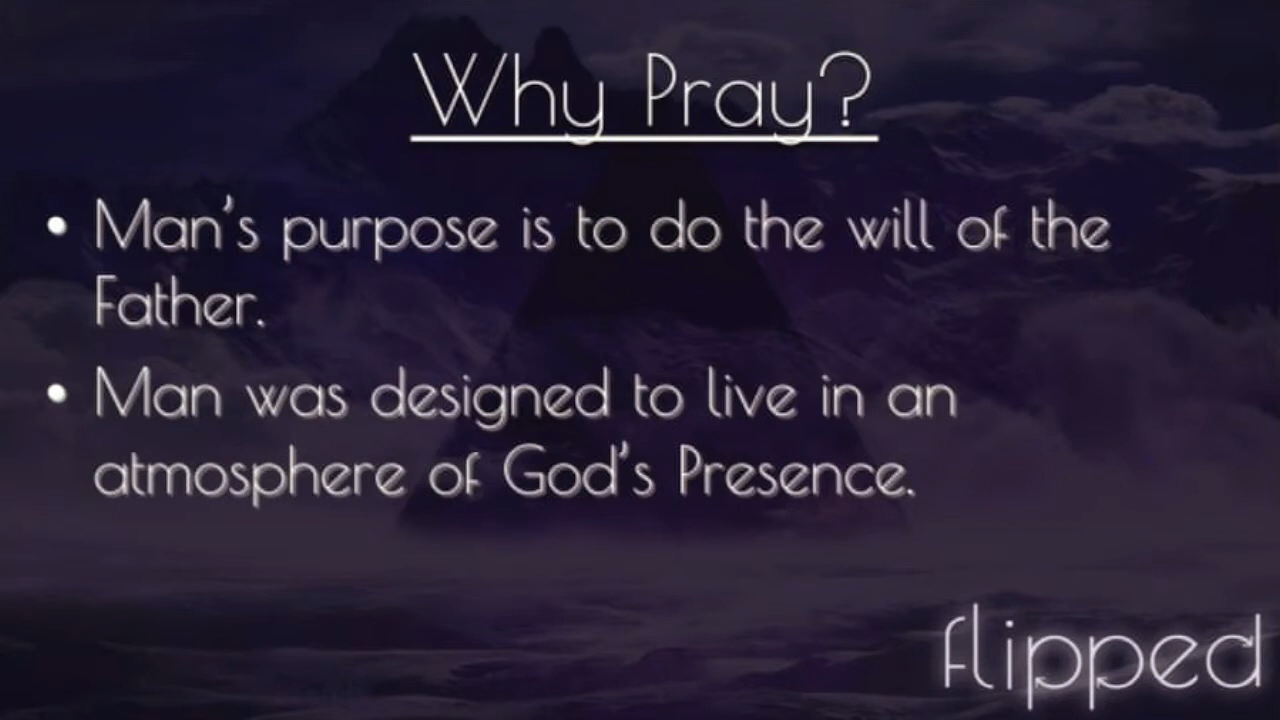 Why Pray?
• Man's purpose is to do the will of the
Father.
• Man was designed to live in an
atmosphere of God's Presence.
flipped